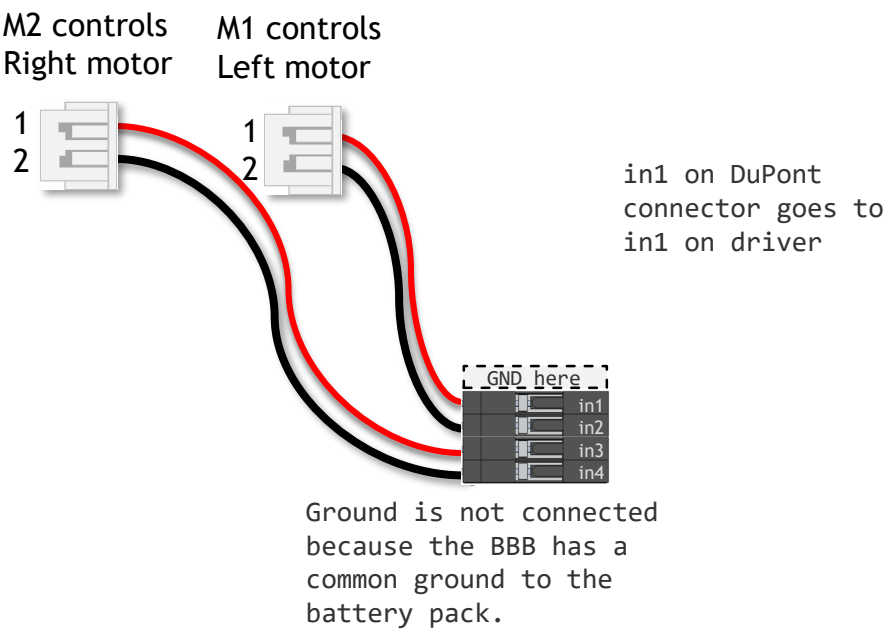 M2 controls
Right motor
M1 controls
Left motor
1
2
1
2
in1 on DuPont
connector goes to
in1 on driver
GND here
in1
in2
in3
in4
Ground is not connected
because the BBB has a
common ground to the
battery pack.